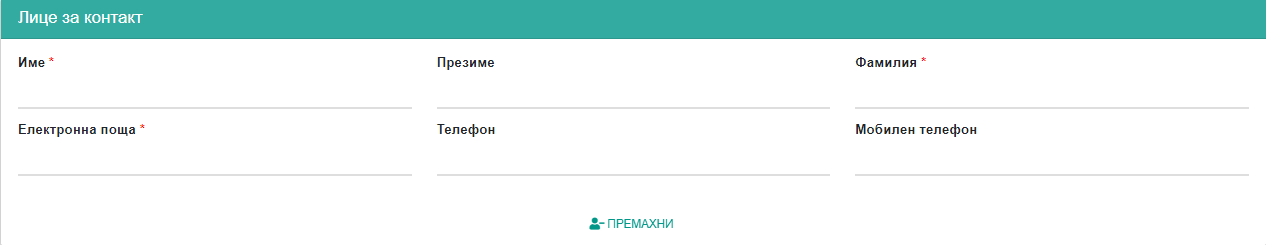 Лице за контакт
Име * Презиме Фамилия *
Електронна поща * Телефон Мобилен телефон
ПРЕМАХНИ